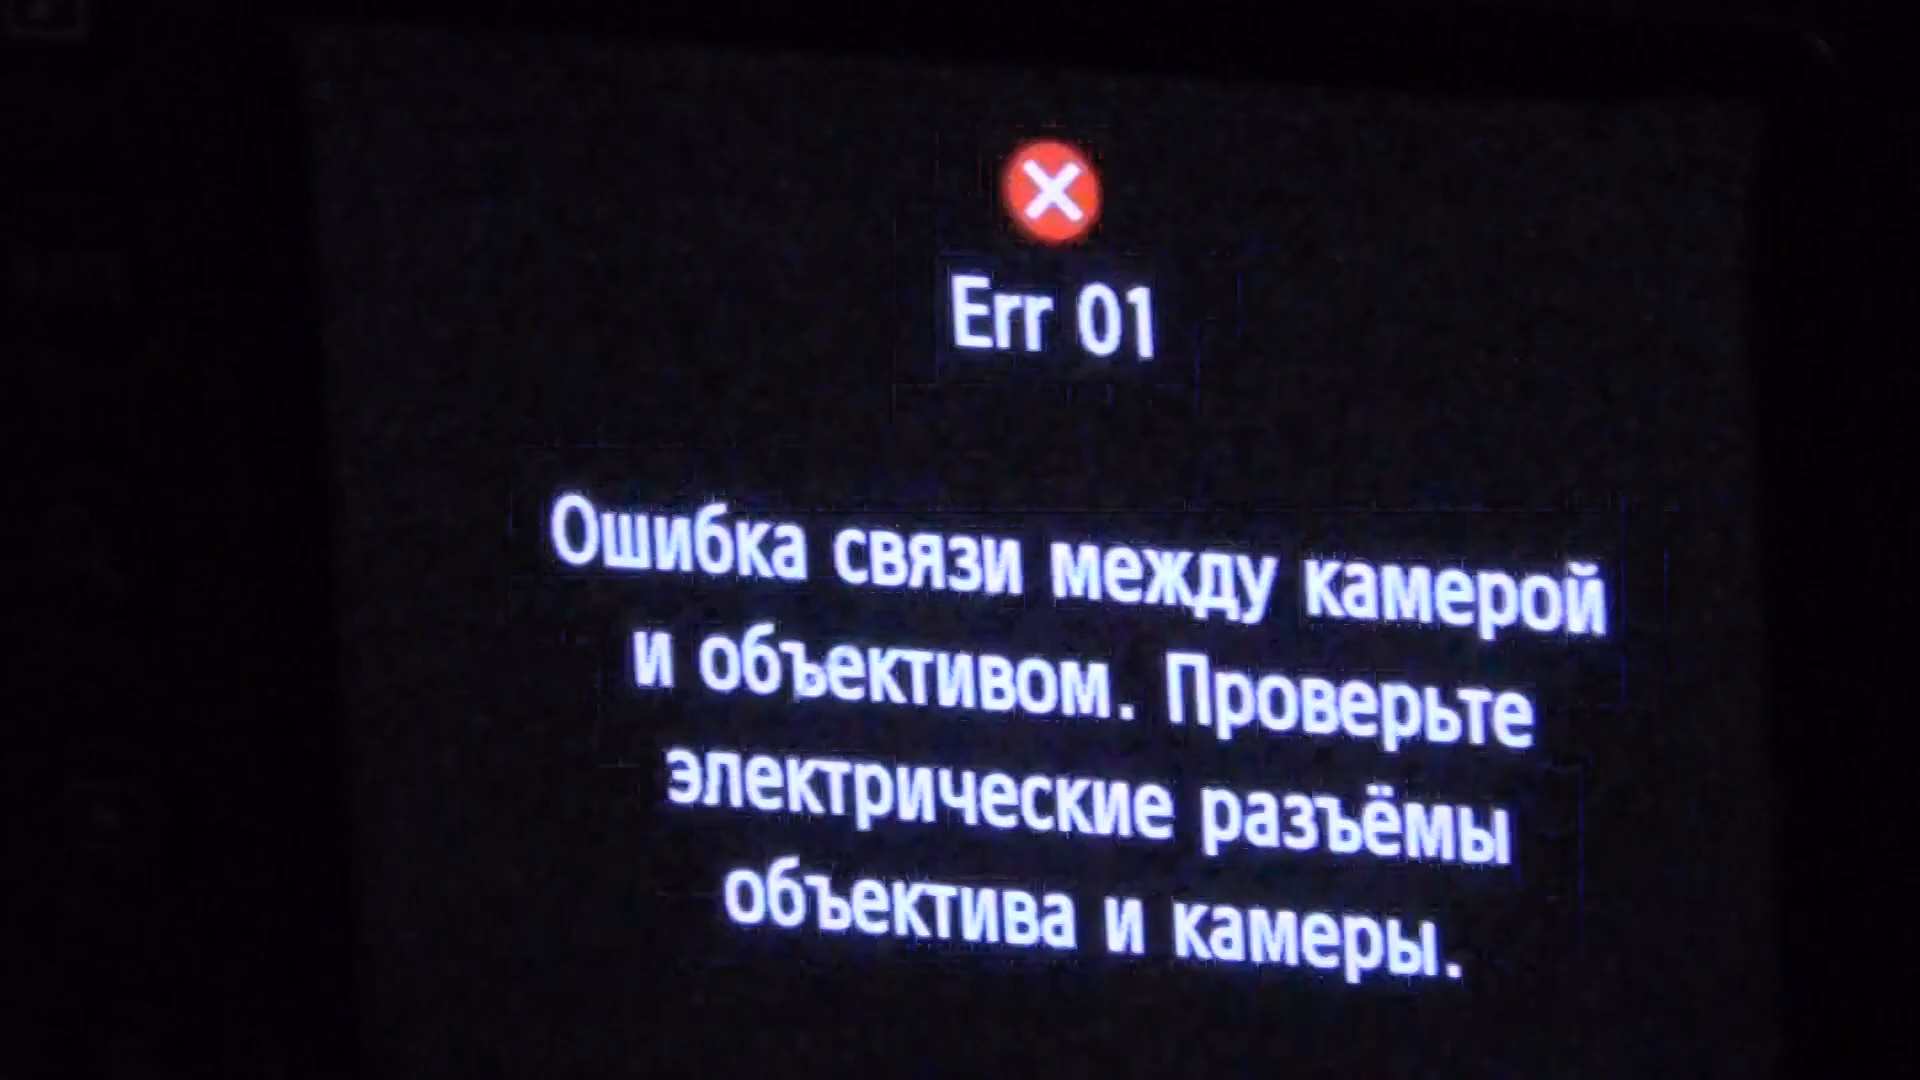 Err 01
Ошибка связи между камерой
и объективом. Проверьте
электрические разъёмы
объектива и камеры.